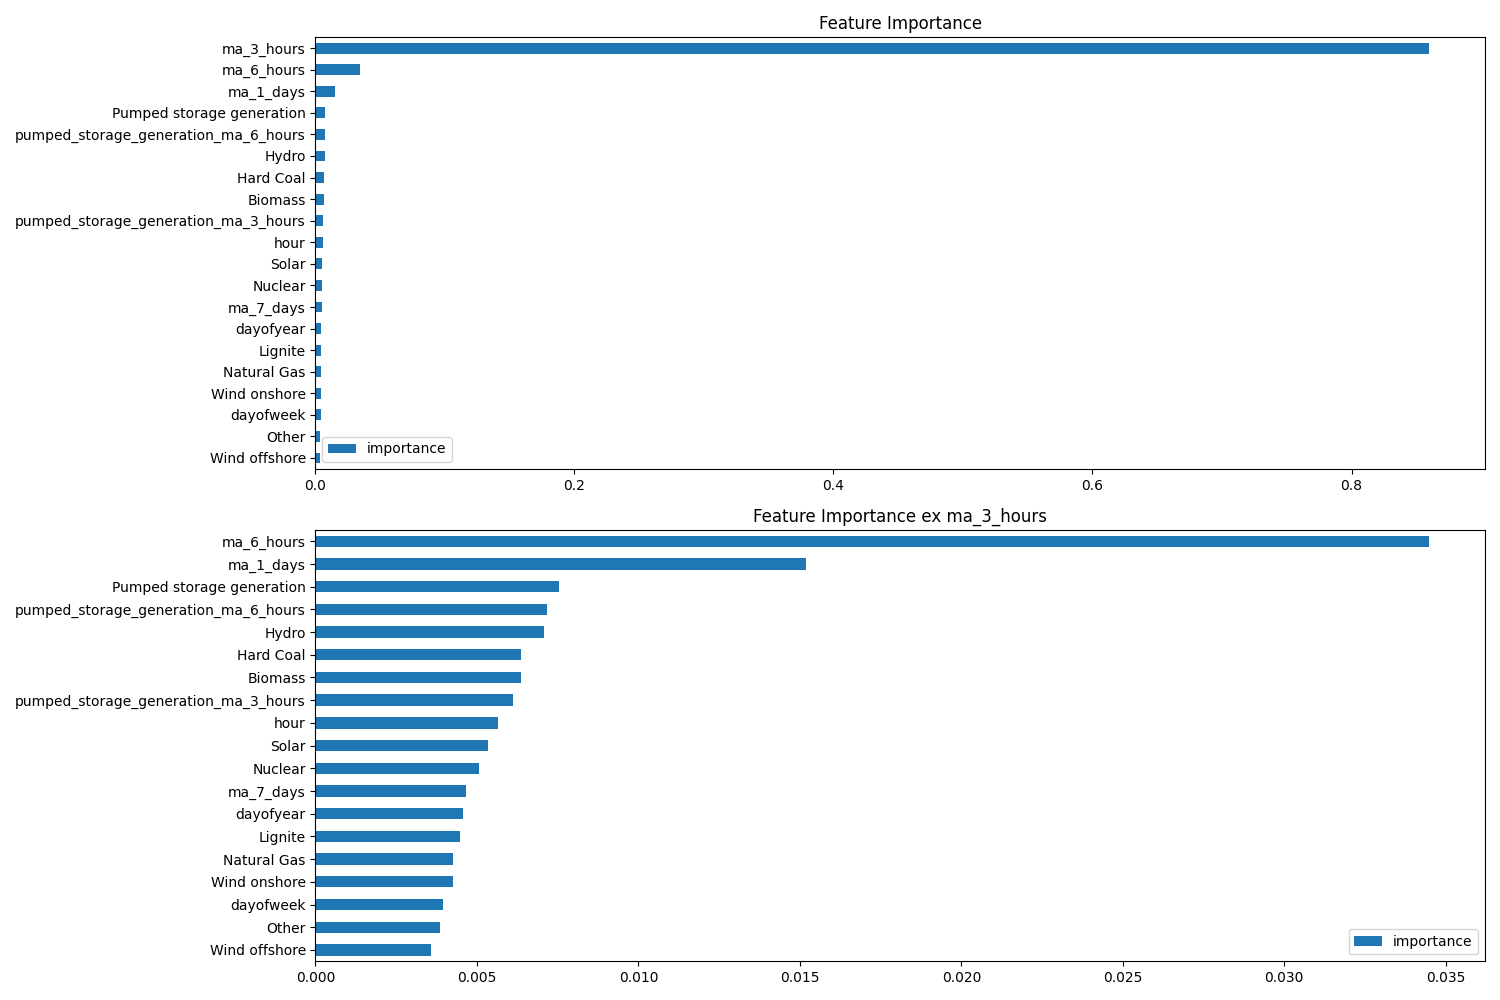 Feature Importance
ma_3_hours
ma_6_hours
ma_1_days
Pumped storage generation
pumped_storage_generation_ma_6_hours
Hydro
Hard Coal
Biomass
pumped_storage_generation_ma_3_hours
hour
Solar
Nuclear
ma_7_days
dayofyear
Lignite
Natural Gas
Wind onshore
dayofweek
Other
Wind offshore
importance
0.0 0.2 0.4 0.6 0.8
Feature Importance ex ma_3_hours
ma_6_hours
ma_1_days
Pumped storage generation
pumped_storage_generation_ma_6_hours
Hydro
Hard Coal
Biomass
pumped_storage_generation_ma_3_hours
hour
Solar
Nuclear
ma_7_days
dayofyear
Lignite
Natural Gas
Wind onshore
dayofweek
Other
Wind offshore
importance
0.000 0.005 0.010 0.015 0.020 0.025 0.030 0.035